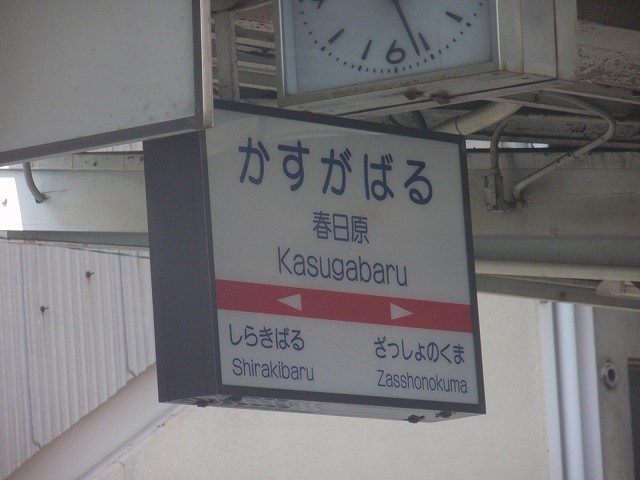 6
かすがばる
春日原
Kasugabaru
しらきばる
ざっしょのくま
Shirakibaru
Zasshonokuma